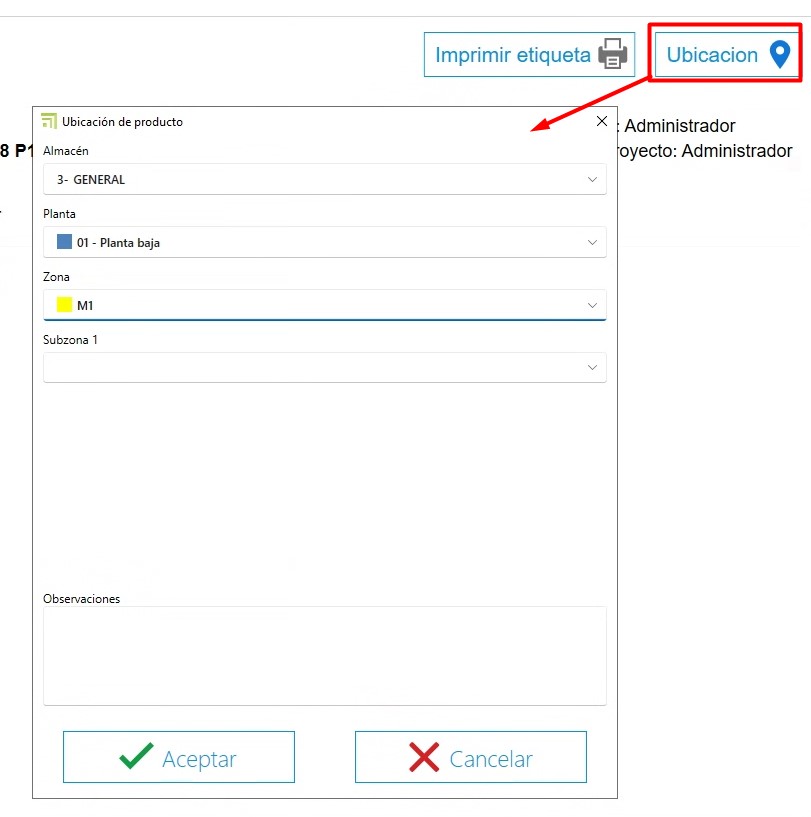 Imprimir etiqueta
Ubicacion
Ubicación de producto
: Administrador
8 P1
royecto: Administrador
Almacén
3- GENERAL
Planta
01 - Planta baja
Zona
M1
Subzona 1
Observaciones
Aceptar
Cancelar